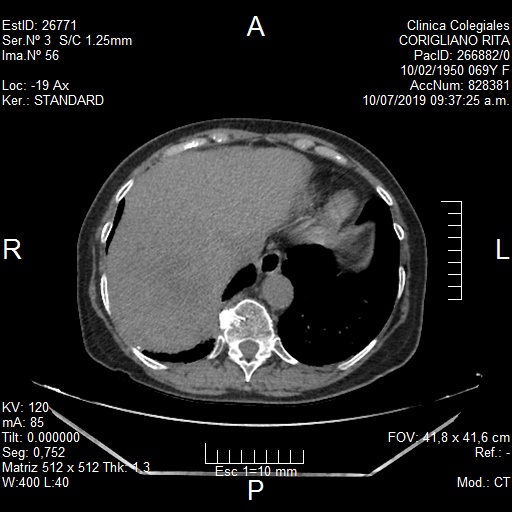 EstID: 26771
Ser.Nº 3 S/C 1.25mm
Ima.Nº 56
Loc: -19 Ax
Ker.: STANDARD
A
Clinica Colegiales
CORIGLIANO RITA
PacID: 266882/0
10/02/1950 069Y F
AccNum: 828381
10/07/2019 09:37:25 a.m.
R
L
KV: 120
mA: 85
Tilt: 0.000000
Seg: 0,752
Matriz 512 x 512 Thk: 1.3
W:400 L:40
Esc 1=10 mm
P
FOV: 41,8 x 41,6 cm
Ref.: -
Mod.: CT